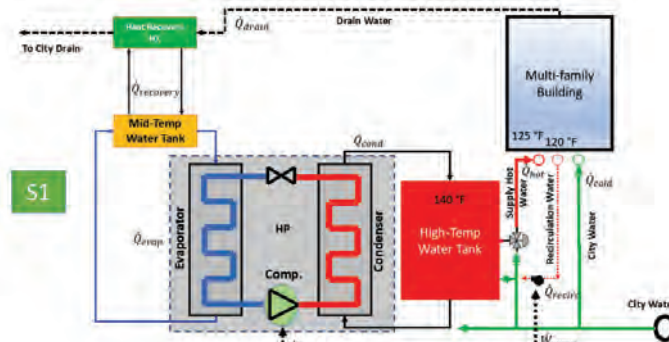 Heat Recovery
HX
Q̇drain
Drain Water
To City Drain
Q̇recovery
Mid-Temp
Water Tank
Multi-family
Building
125 °F
120 °F
S1
Q̇cond
Q̇hot
Q̇cold
Evaporator
Q̇evap
HP
Comp.
Condenser
140 °F
High-Temp
Water Tank
Supply Hot
Water
Recirculation Water
City Water
Q̇recirc
City Water
Ẇ